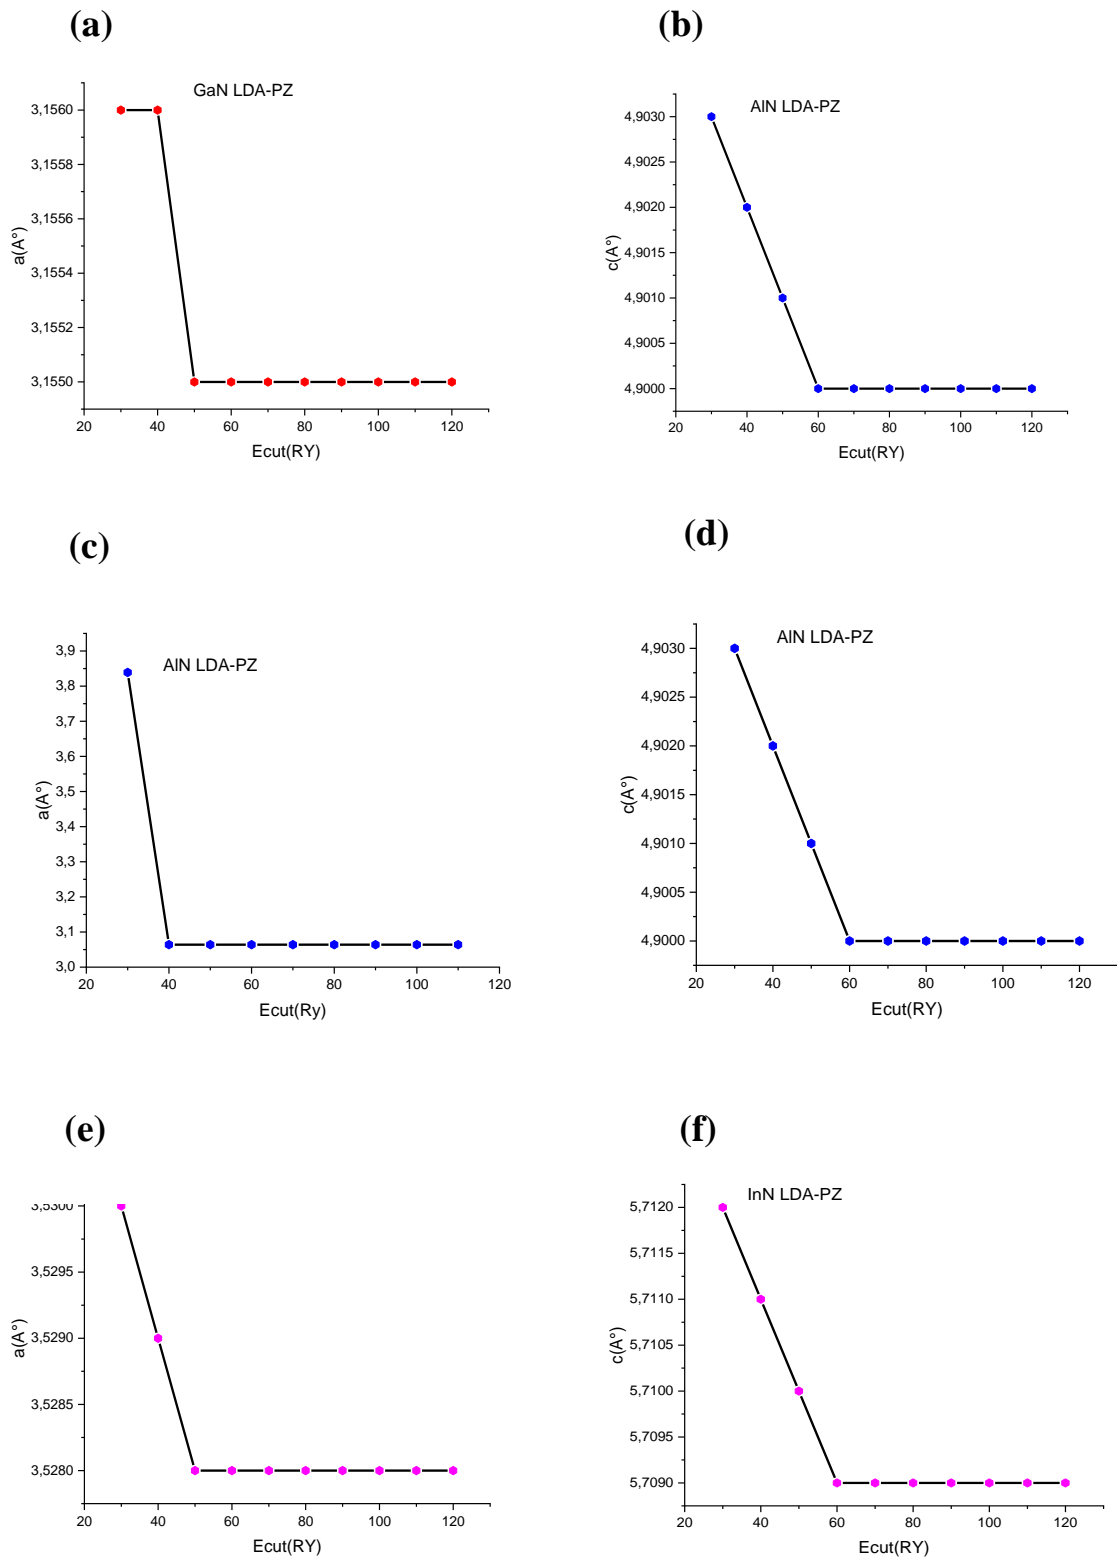 (a)
GaN LDA-PZ
3,1560
3,1558
3,1556
3,1554
3,1552
3,1550
a(A°)
20 40 60 80 100 120
Ecut(RY)
(b)
AlN LDA-PZ
4,9030
4,9025
4,9020
4,9015
4,9010
4,9005
4,9000
c(A°)
20 40 60 80 100 120
Ecut(RY)
(c)
AlN LDA-PZ
3,9
3,8
3,7
3,6
3,5
3,4
3,3
3,2
3,1
3,0
a(A°)
20 40 60 80 100 120
Ecut(Ry)
(d)
AlN LDA-PZ
4,9030
4,9025
4,9020
4,9015
4,9010
4,9005
4,9000
c(A°)
20 40 60 80 100 120
Ecut(RY)
(e)
3,5300
3,5295
3,5290
3,5285
3,5280
a(A°)
20 40 60 80 100 120
Ecut(RY)
(f)
InN LDA-PZ
5,7120
5,7115
5,7110
5,7105
5,7100
5,7095
5,7090
c(A°)
20 40 60 80 100 120
Ecut(RY)